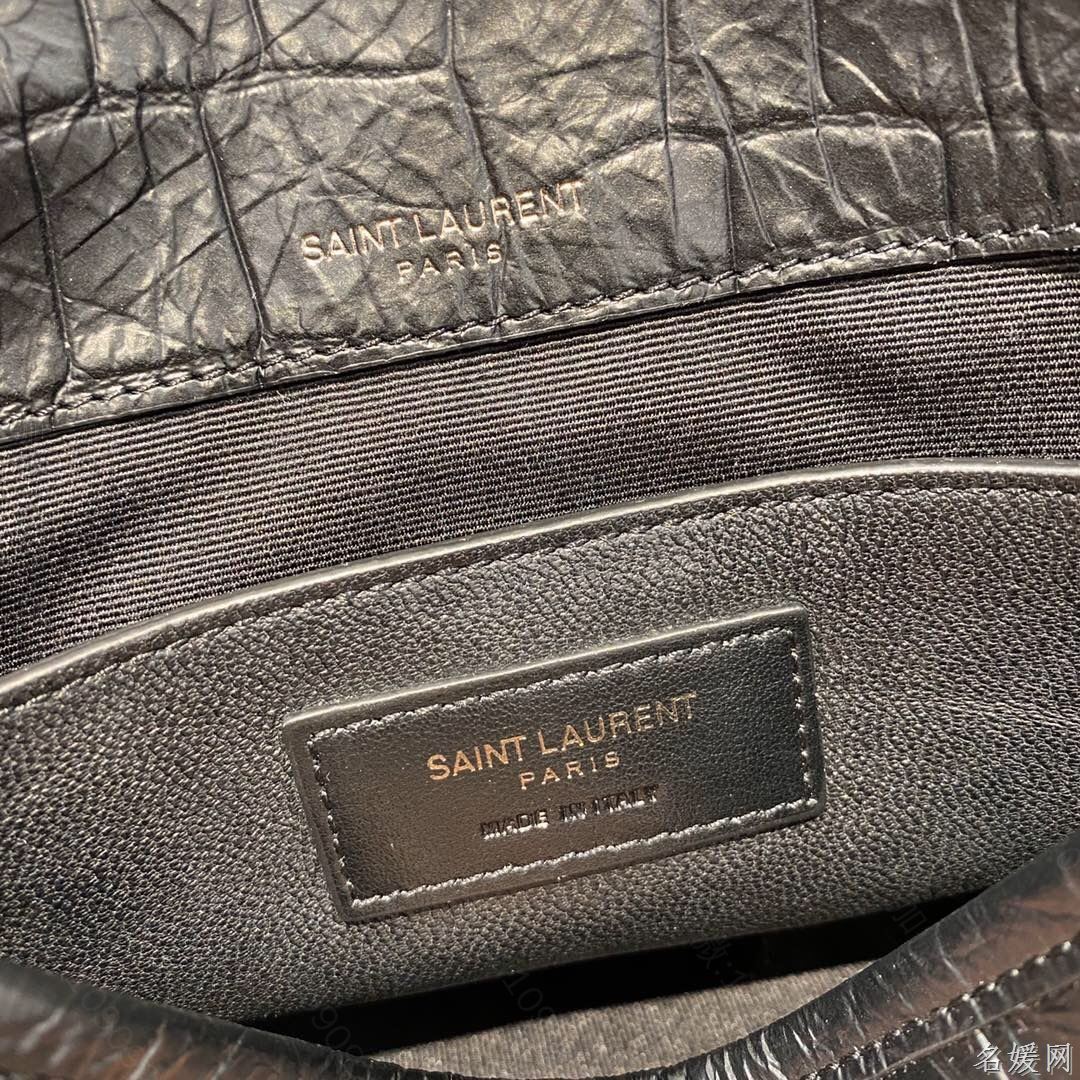 SAINT LAURENT
PARIS
SAINT LAURENT
PARIS
MADE IN ITALY
名媛网